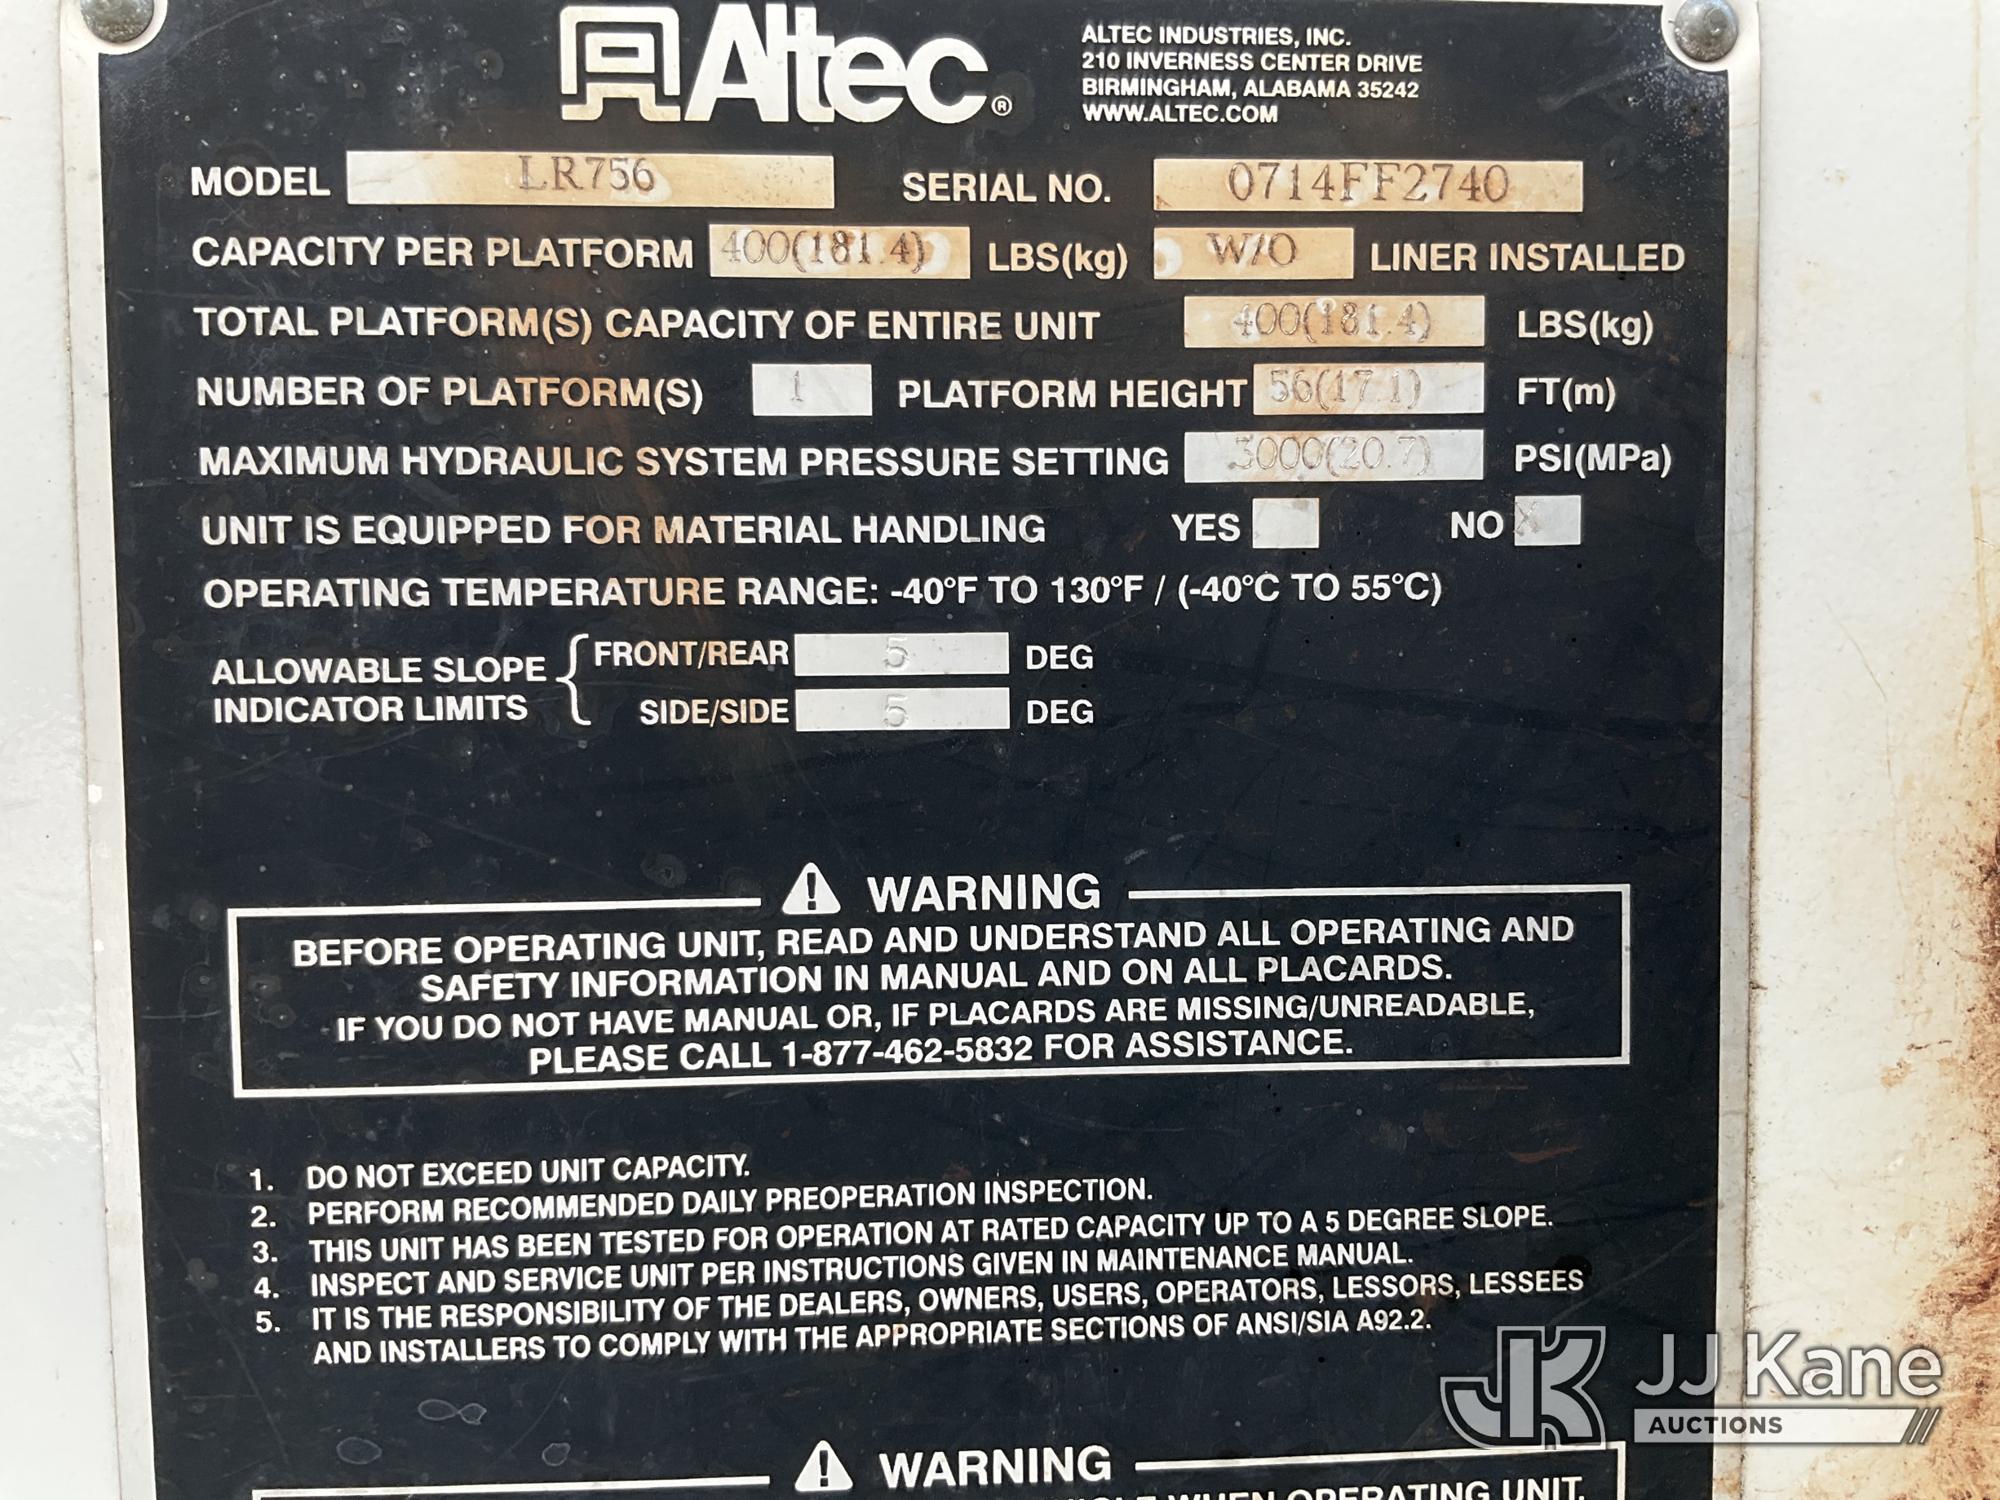 Altec®
ALTEC INDUSTRIES, INC.
210 INVERNESS CENTER DRIVE
BIRMINGHAM, ALABAMA 35242
WWW.ALTEC.COM
MODEL LR756 SERIAL NO. 0714FF2740
CAPACITY PER PLATFORM 400(181.4) LBS(kg) W/O LINER INSTALLED
TOTAL PLATFORM(S) CAPACITY OF ENTIRE UNIT 400(181.4) LBS(kg)
NUMBER OF PLATFORM(S) 1 PLATFORM HEIGHT 56(17.1) FT(m)
MAXIMUM HYDRAULIC SYSTEM PRESSURE SETTING 3000(20.7) PSI(MPa)
UNIT IS EQUIPPED FOR MATERIAL HANDLING YES NO X
OPERATING TEMPERATURE RANGE: -40°F TO 130°F / (-40°C TO 55°C)
ALLOWABLE SLOPE INDICATOR LIMITS
FRONT/REAR 5 DEG
SIDE/SIDE 5 DEG
WARNING
BEFORE OPERATING UNIT, READ AND UNDERSTAND ALL OPERATING AND
SAFETY INFORMATION IN MANUAL AND ON ALL PLACARDS.
IF YOU DO NOT HAVE MANUAL OR, IF PLACARDS ARE MISSING/UNREADABLE,
PLEASE CALL 1-877-462-5832 FOR ASSISTANCE.
1. DO NOT EXCEED UNIT CAPACITY.
2. PERFORM RECOMMENDED DAILY PREOPERATION INSPECTION.
3. THIS UNIT HAS BEEN TESTED FOR OPERATION AT RATED CAPACITY UP TO A 5 DEGREE SLOPE.
4. INSPECT AND SERVICE UNIT PER INSTRUCTIONS GIVEN IN MAINTENANCE MANUAL.
5. IT IS THE RESPONSIBILITY OF THE DEALERS, OWNERS, USERS, OPERATORS, LESSORS, LESSEES
AND INSTALLERS TO COMPLY WITH THE APPROPRIATE SECTIONS OF ANSI/SIA A92.2.
WARNING
WHEN OPERATING UNIT.
JK JJ Kane
AUCTIONS